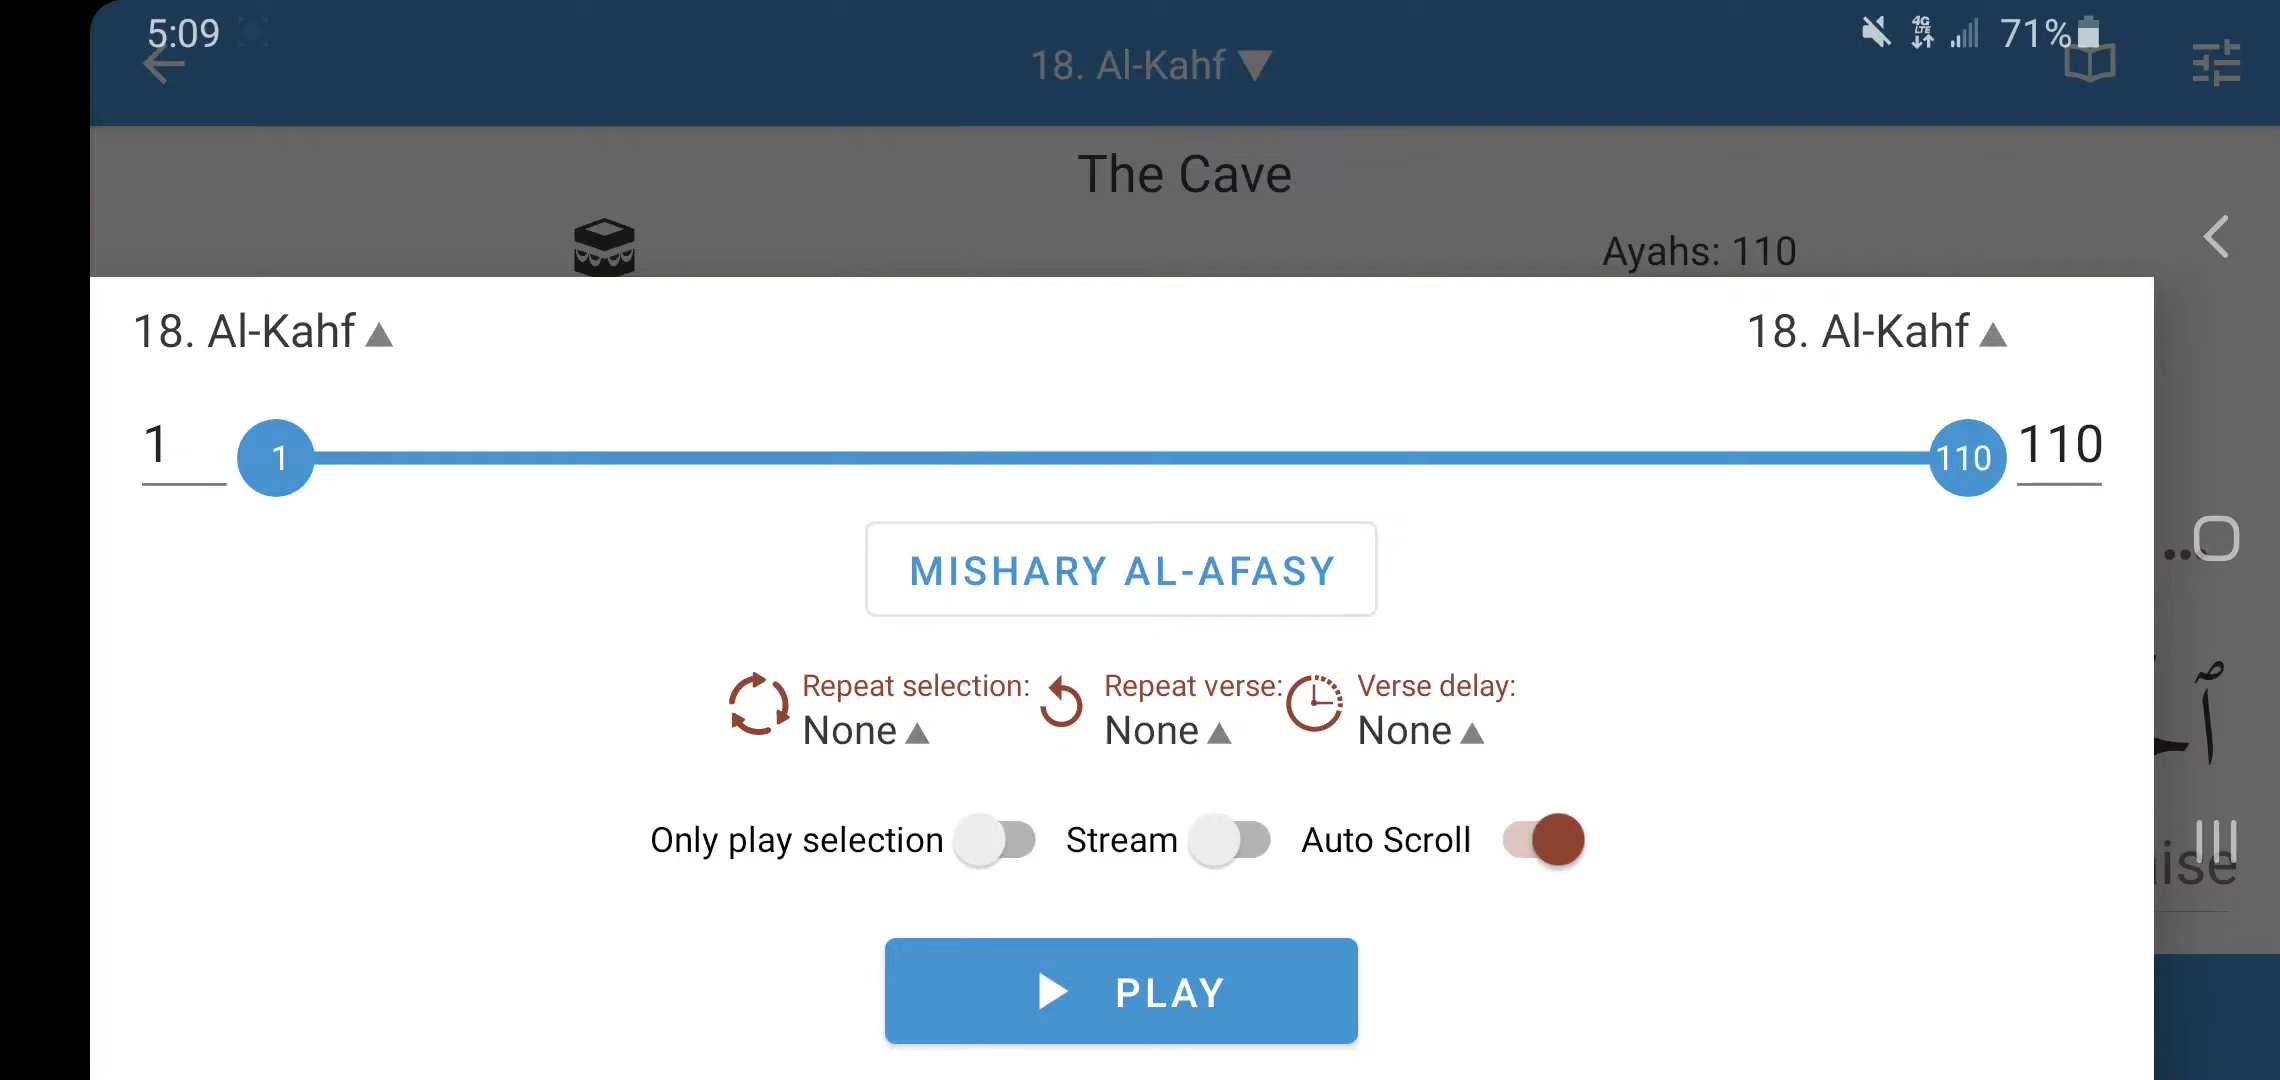 5:09
4G LTE 71%
18. Al-Kahf
The Cave
Ayahs: 110
18. Al-Kahf 18. Al-Kahf
1 1 110 110
MISHARY AL-AFASY
Repeat selection: Repeat verse: Verse delay:
None None None
Only play selection Stream Auto Scroll
PLAY